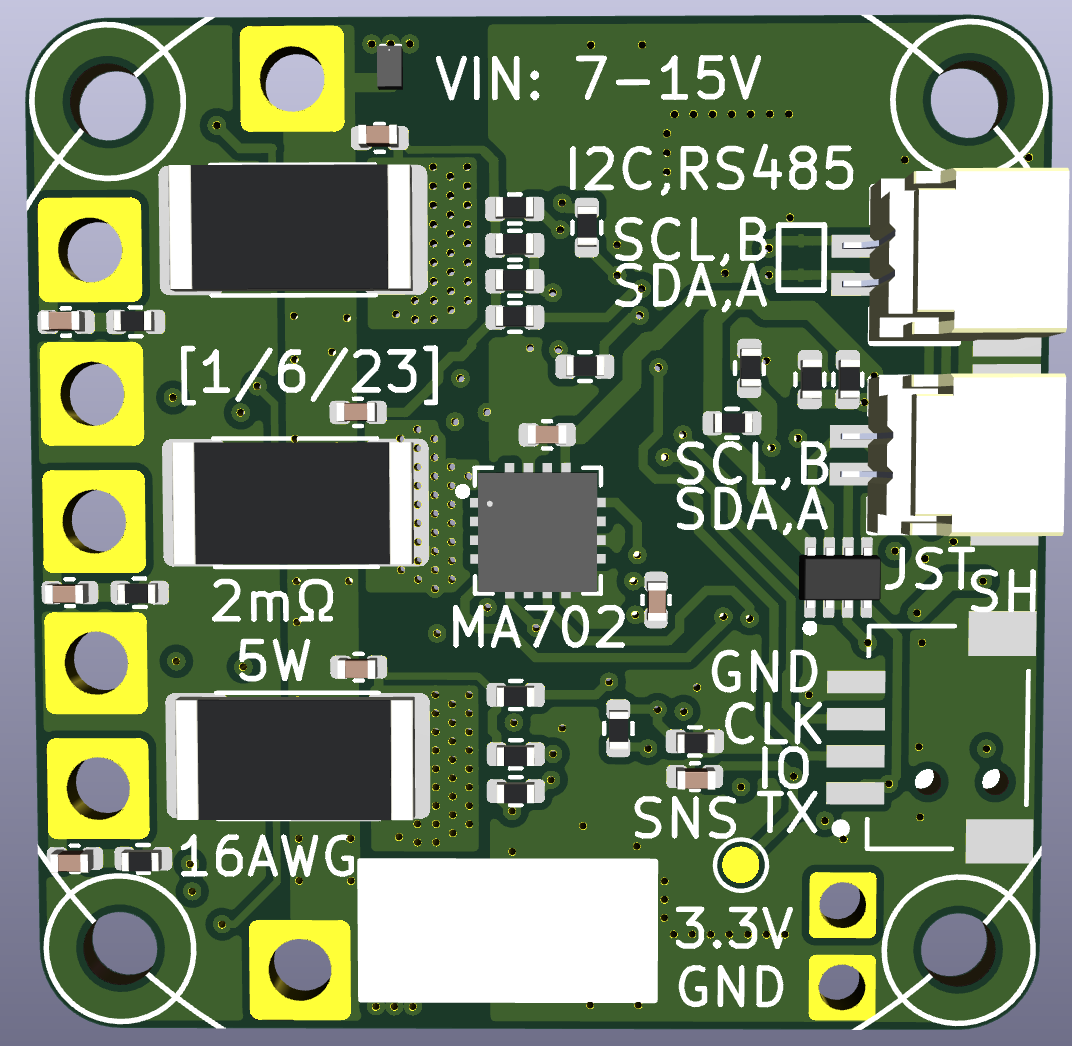 VIN: 7-15V
I2C,RS485
SCL,B
SDA,A
[1/6/23]
SCL,B
SDA,A
JST
SH
2mΩ
5W
MA702
GND
CLK
IO
TX
SNS
16AWG
3.3V
GND